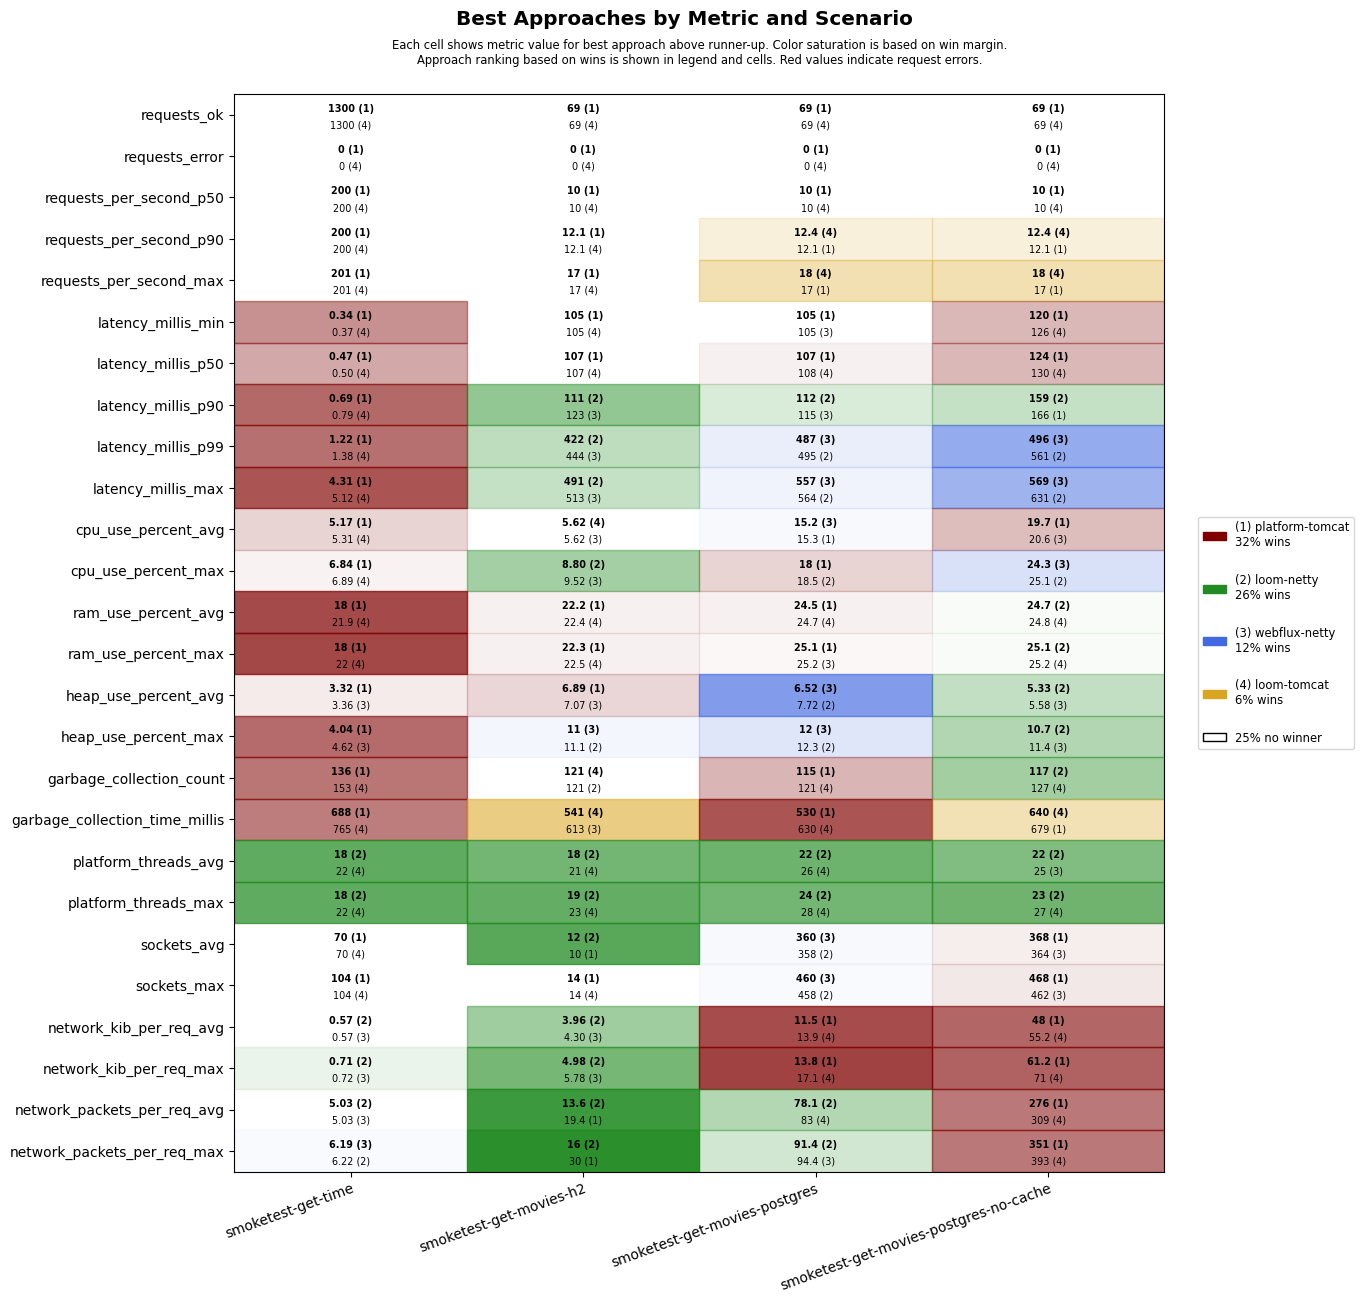 Best Approaches by Metric and Scenario
Each cell shows metric value for best approach above runner-up. Color saturation is based on win margin.
Approach ranking based on wins is shown in legend and cells. Red values indicate request errors.
requests_ok
1300 (1) 69 (1) 69 (1) 69 (1)
1300 (4) 69 (4) 69 (4) 69 (4)
requests_error
0 (1) 0 (1) 0 (1) 0 (1)
0 (4) 0 (4) 0 (4) 0 (4)
requests_per_second_p50
200 (1) 10 (1) 10 (1) 10 (1)
200 (4) 10 (4) 10 (4) 10 (4)
requests_per_second_p90
200 (1) 12.1 (1) 12.4 (4) 12.4 (4)
200 (4) 12.1 (4) 12.1 (1) 12.1 (1)
requests_per_second_max
201 (1) 17 (1) 18 (4) 18 (4)
201 (4) 17 (4) 17 (1) 17 (1)
latency_millis_min
0.34 (1) 105 (1) 105 (1) 120 (1)
0.37 (4) 105 (4) 105 (3) 126 (4)
latency_millis_p50
0.47 (1) 107 (1) 107 (1) 124 (1)
0.50 (4) 107 (4) 108 (4) 130 (4)
latency_millis_p90
0.69 (1) 111 (2) 112 (2) 159 (2)
0.79 (4) 123 (3) 115 (3) 166 (1)
latency_millis_p99
1.22 (1) 422 (2) 487 (3) 496 (3)
1.38 (4) 444 (3) 495 (2) 561 (2)
latency_millis_max
4.31 (1) 491 (2) 557 (3) 569 (3)
5.12 (4) 513 (3) 564 (2) 631 (2)
cpu_use_percent_avg
5.17 (1) 5.62 (4) 15.2 (3) 19.7 (1)
5.31 (4) 5.62 (3) 15.3 (1) 20.6 (3)
cpu_use_percent_max
6.84 (1) 8.80 (2) 18 (1) 24.3 (3)
6.89 (4) 9.52 (3) 18.5 (2) 25.1 (2)
ram_use_percent_avg
18 (1) 22.2 (1) 24.5 (1) 24.7 (2)
21.9 (4) 22.4 (4) 24.7 (4) 24.8 (4)
ram_use_percent_max
18 (1) 22.3 (1) 25.1 (1) 25.1 (2)
22 (4) 22.5 (4) 25.2 (3) 25.2 (4)
heap_use_percent_avg
3.32 (1) 6.89 (1) 6.52 (3) 5.33 (2)
3.36 (3) 7.07 (3) 7.72 (2) 5.58 (3)
heap_use_percent_max
4.04 (1) 11 (3) 12 (3) 10.7 (2)
4.62 (3) 11.1 (2) 12.3 (2) 11.4 (3)
garbage_collection_count
136 (1) 121 (4) 115 (1) 117 (2)
153 (4) 121 (2) 121 (4) 127 (4)
garbage_collection_time_millis
688 (1) 541 (4) 530 (1) 640 (4)
765 (4) 613 (3) 630 (4) 679 (1)
platform_threads_avg
18 (2) 18 (2) 22 (2) 22 (2)
22 (4) 21 (4) 26 (4) 25 (3)
platform_threads_max
18 (2) 19 (2) 24 (2) 23 (2)
22 (4) 23 (4) 28 (4) 27 (4)
sockets_avg
70 (1) 12 (2) 360 (3) 368 (1)
70 (4) 10 (1) 358 (2) 364 (3)
sockets_max
104 (1) 14 (1) 460 (3) 468 (1)
104 (4) 14 (4) 458 (2) 462 (3)
network_kib_per_req_avg
0.57 (2) 3.96 (2) 11.5 (1) 48 (1)
0.57 (3) 4.30 (3) 13.9 (4) 55.2 (4)
network_kib_per_req_max
0.71 (2) 4.98 (2) 13.8 (1) 61.2 (1)
0.72 (3) 5.78 (3) 17.1 (4) 71 (4)
network_packets_per_req_avg
5.03 (2) 13.6 (2) 78.1 (2) 276 (1)
5.03 (3) 19.4 (1) 83 (4) 309 (4)
network_packets_per_req_max
6.19 (3) 16 (2) 91.4 (2) 351 (1)
6.22 (2) 30 (1) 94.4 (3) 393 (4)
smoketest-get-time
smoketest-get-movies-h2
smoketest-get-movies-postgres
smoketest-get-movies-postgres-no-cache
(1) platform-tomcat
32% wins
(2) loom-netty
26% wins
(3) webflux-netty
12% wins
(4) loom-tomcat
6% wins
25% no winner